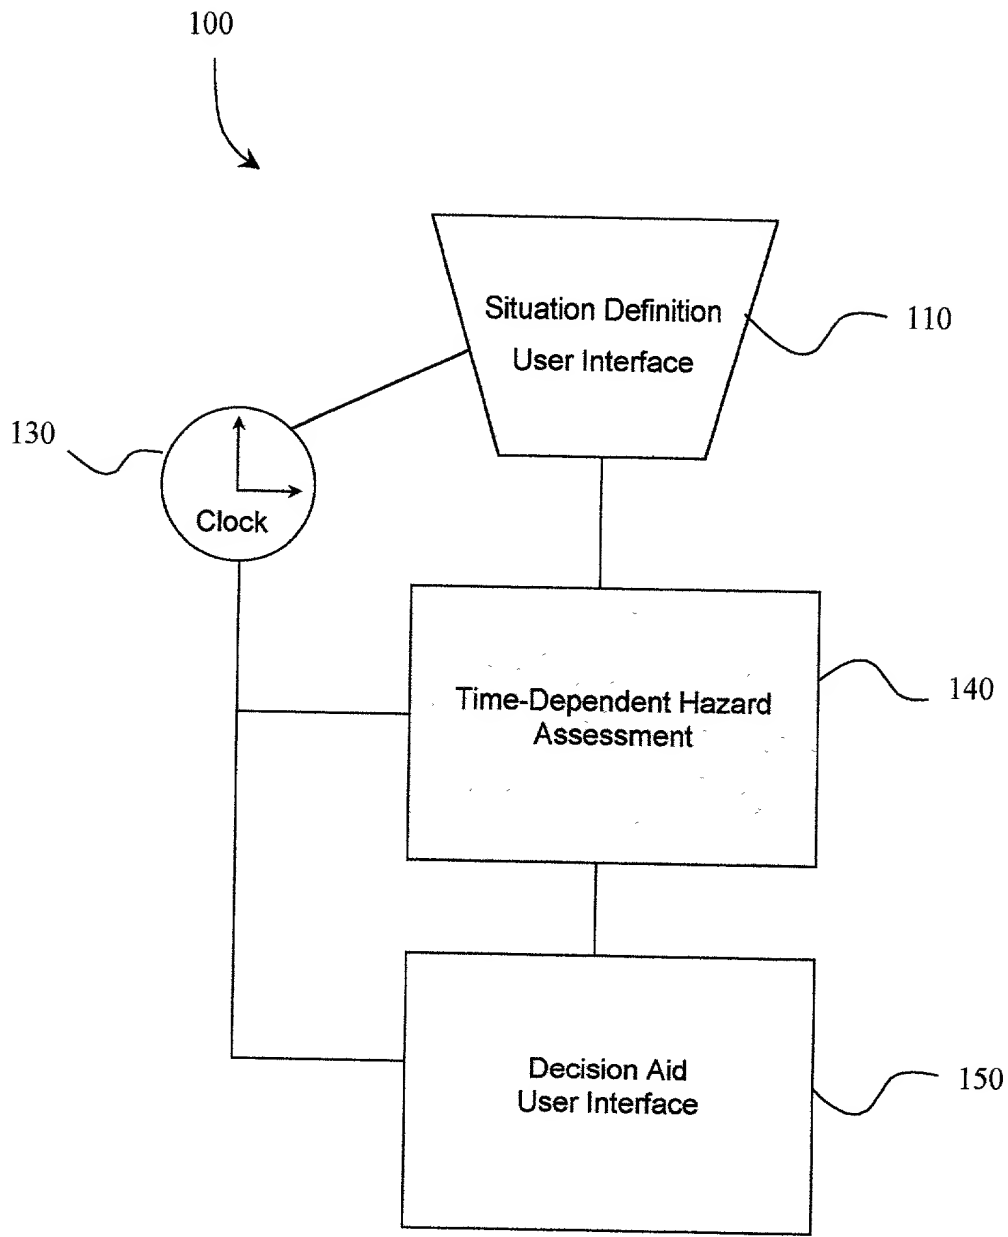 100
Situation Definition
User Interface
110
130
Clock
Time-Dependent Hazard
Assessment
140
Decision Aid
User Interface
150